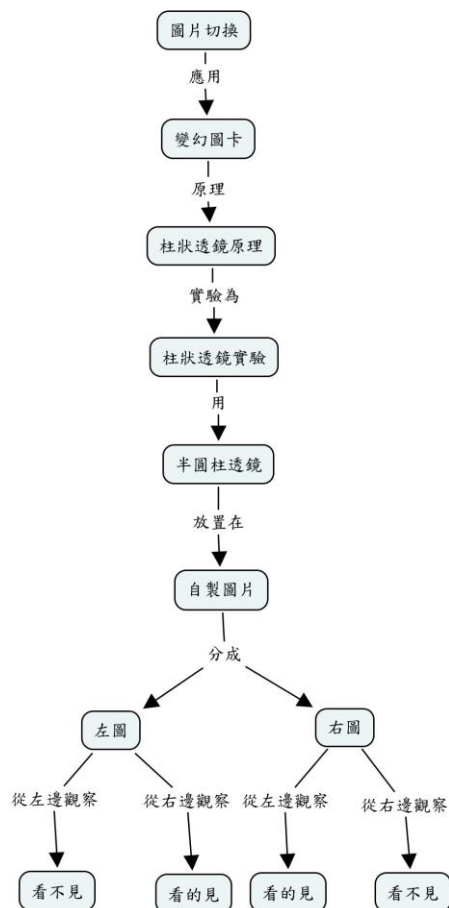 圖片切換
應用
變幻圖卡
原理
柱狀透鏡原理
實驗為
柱狀透鏡實驗
用
半圓柱透鏡
放置在
自製圖片
分成
左圖
右圖
從左邊觀察
從右邊觀察
從左邊觀察
從右邊觀察
看不見
看的見
看的見
看不見